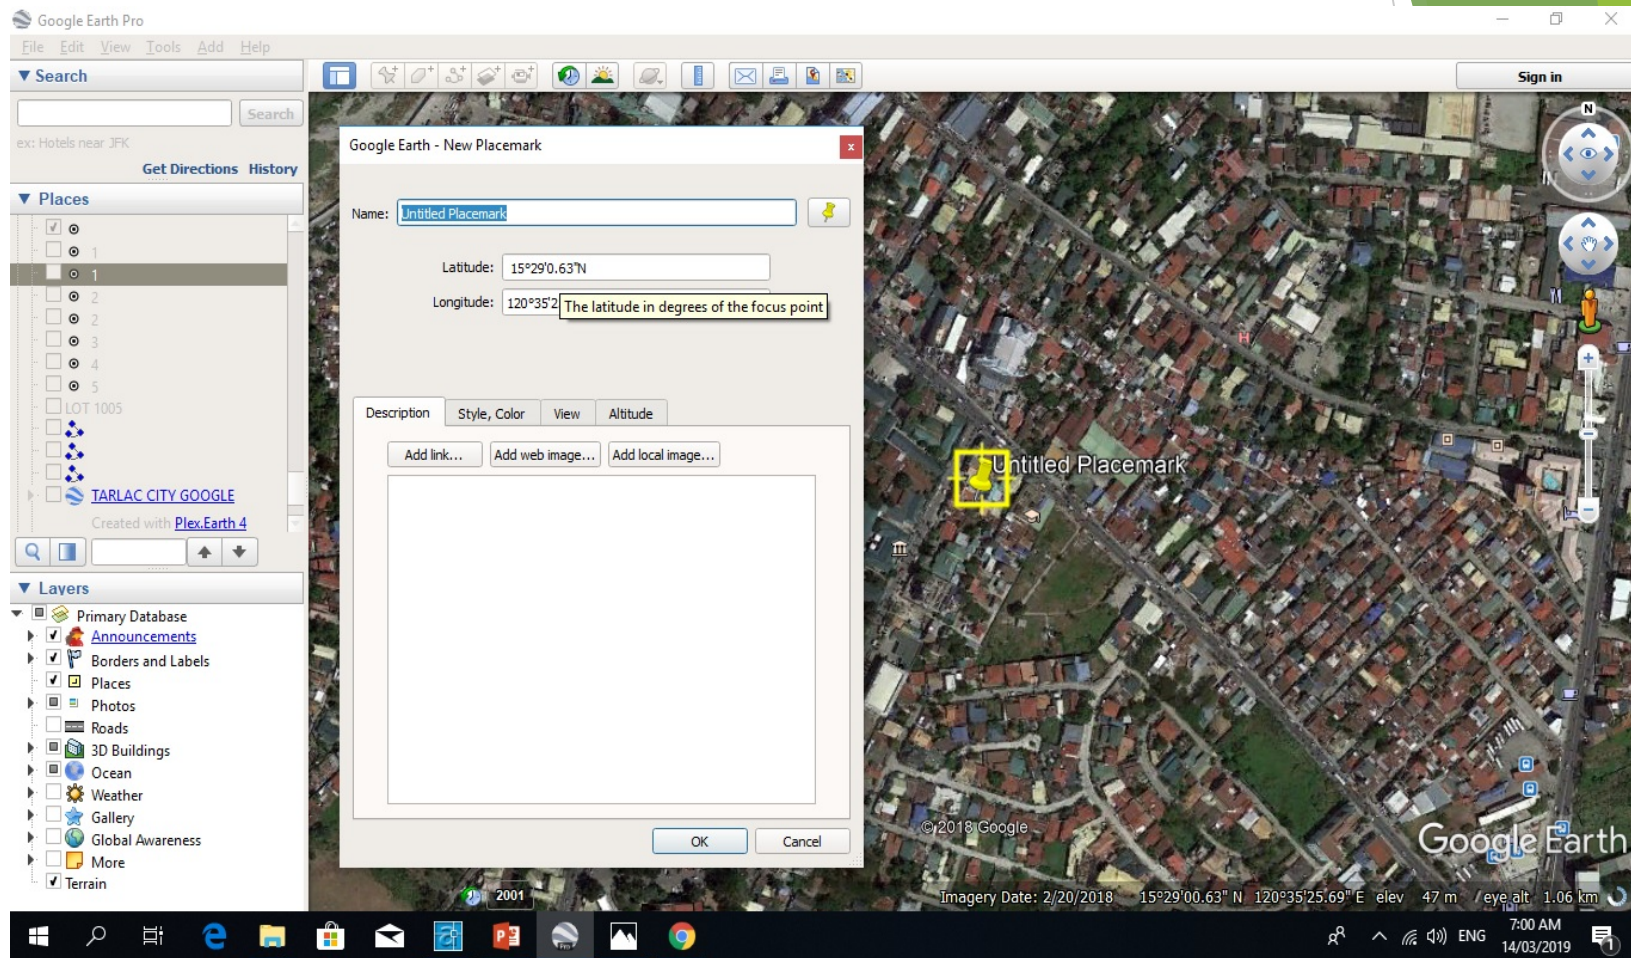 Google Earth Pro
File Edit View Tools Add Help
▼ Search
Search
ex: Hotels near JFK
Get Directions History
▼ Places
1
1
2
2
3
4
5
LOT 1005
TARLAC CITY GOOGLE
Created with Plex.Earth 4
▼ Layers
Primary Database
Announcements
Borders and Labels
Places
Photos
Roads
3D Buildings
Ocean
Weather
Gallery
Global Awareness
More
Terrain
Sign in
N
Google Earth - New Placemark
x
Name: Untitled Placemark
Latitude: 15°29'0.63"N
Longitude: 120°35'2
The latitude in degrees of the focus point
Description Style, Color View Altitude
Add link... Add web image... Add local image...
OK Cancel
Untitled Placemark
H
©2018 Google
Google Earth
2001
Imagery Date: 2/20/2018 15°29'00.63" N 120°35'25.69" E elev 47 m eye alt 1.06 km
ENG
7:00 AM
14/03/2019
1